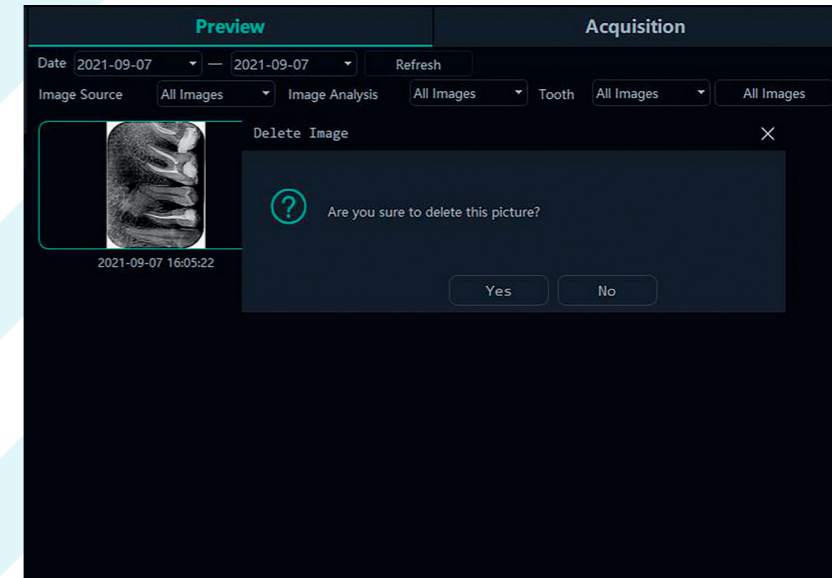 Preview Acquisition
Date 2021-09-07 — 2021-09-07 Refresh
Image Source All Images Image Analysis All Images Tooth All Images All Images
Delete Image
Are you sure to delete this picture?
2021-09-07 16:05:22
Yes No